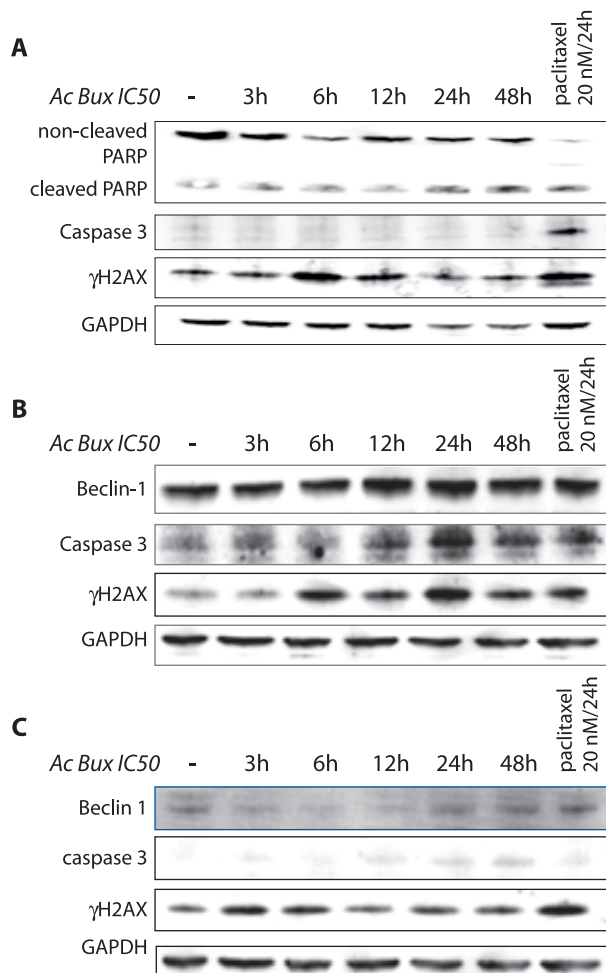 A
paclitaxel
20 nM/24h
Ac Bux IC50 - 3h 6h 12h 24h 48h
non-cleaved
PARP
cleaved PARP
Caspase 3
γH2AX
GAPDH
B
paclitaxel
20 nM/24h
Ac Bux IC50 - 3h 6h 12h 24h 48h
Beclin-1
Caspase 3
γH2AX
GAPDH
C
paclitaxel
20 nM/24h
Ac Bux IC50 - 3h 6h 12h 24h 48h
Beclin 1
caspase 3
γH2AX
GAPDH